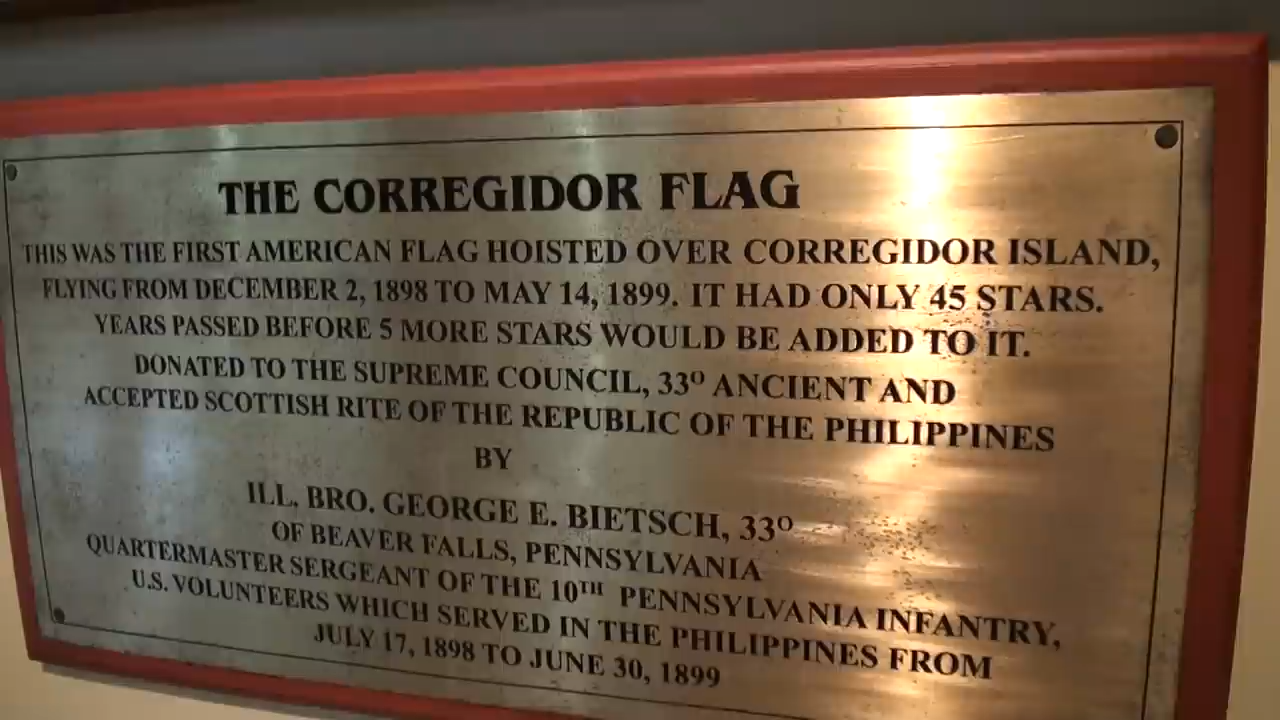 THE CORREGIDOR FLAG
THIS WAS THE FIRST AMERICAN FLAG HOISTED OVER CORREGIDOR ISLAND,
FLYING FROM DECEMBER 2, 1898 TO MAY 14, 1899. IT HAD ONLY 45 STARS.
YEARS PASSED BEFORE 5 MORE STARS WOULD BE ADDED TO IT.
DONATED TO THE SUPREME COUNCIL, 33º ANCIENT AND
ACCEPTED SCOTTISH RITE OF THE REPUBLIC OF THE PHILIPPINES
BY
ILL. BRO. GEORGE E. BIETSCH, 33º
OF BEAVER FALLS, PENNSYLVANIA
QUARTERMASTER SERGEANT OF THE 10TH PENNSYLVANIA INFANTRY,
U.S. VOLUNTEERS WHICH SERVED IN THE PHILIPPINES FROM
JULY 17, 1898 TO JUNE 30, 1899